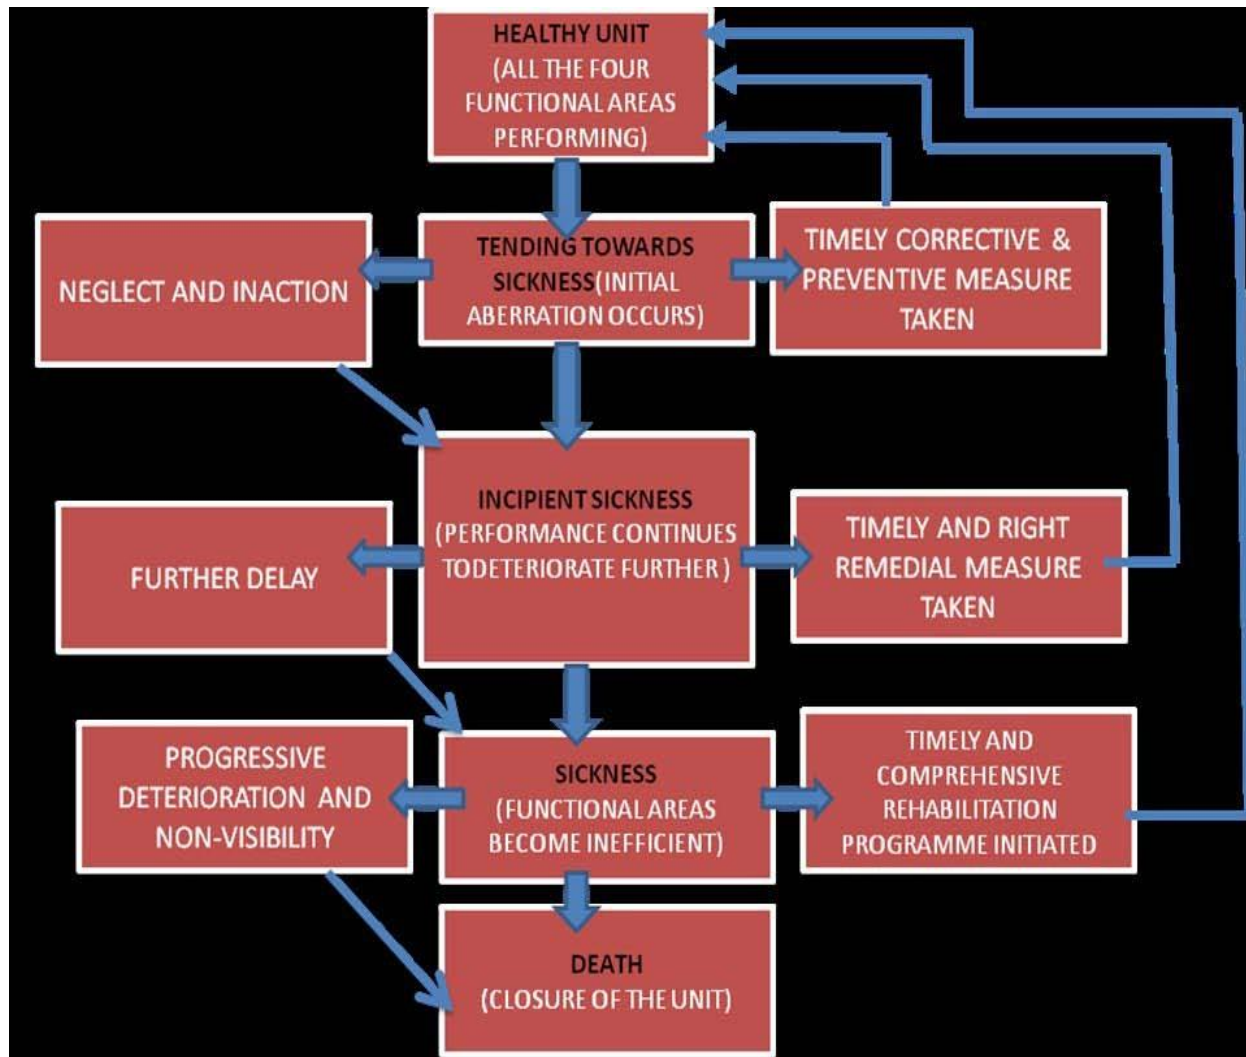 HEALTHY UNIT
(ALL THE FOUR
FUNCTIONAL AREAS
PERFORMING)
NEGLECT AND INACTION
TENDING TOWARDS
SICKNESS(INITIAL
ABERRATION OCCURS)
TIMELY CORRECTIVE &
PREVENTIVE MEASURE
TAKEN
FURTHER DELAY
INCIPIENT SICKNESS
(PERFORMANCE CONTINUES
TODETERIORATE FURTHER )
TIMELY AND RIGHT
REMEDIAL MEASURE
TAKEN
PROGRESSIVE
DETERIORATION AND
NON-VISIBILITY
SICKNESS
(FUNCTIONAL AREAS
BECOME INEFFICIENT)
TIMELY AND
COMPREHENSIVE
REHABILITATION
PROGRAMME INITIATED
DEATH
(CLOSURE OF THE UNIT)